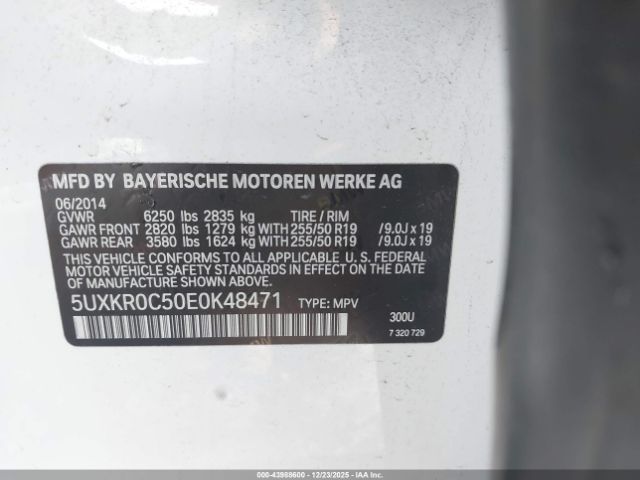 MFD BY BAYERISCHE MOTOREN WERKE AG
06/2014
GVWR 6250 lbs 2835 kg TIRE / RIM
GAWR FRONT 2820 lbs 1279 kg WITH 255/50 R19 /9.0J x 19
GAWR REAR 3580 lbs 1624 kg WITH 255/50 R19 /9.0J x 19
THIS VEHICLE CONFORMS TO ALL APPLICABLE U. S. FEDERAL
MOTOR VEHICLE SAFETY STANDARDS IN EFFECT ON THE DATE OF
MANUFACTURE SHOWN ABOVE.
5UXKR0C50E0K48471 TYPE: MPV
300U
7 320 729
000-43988600 - 12/23/2025 - IAA Inc.